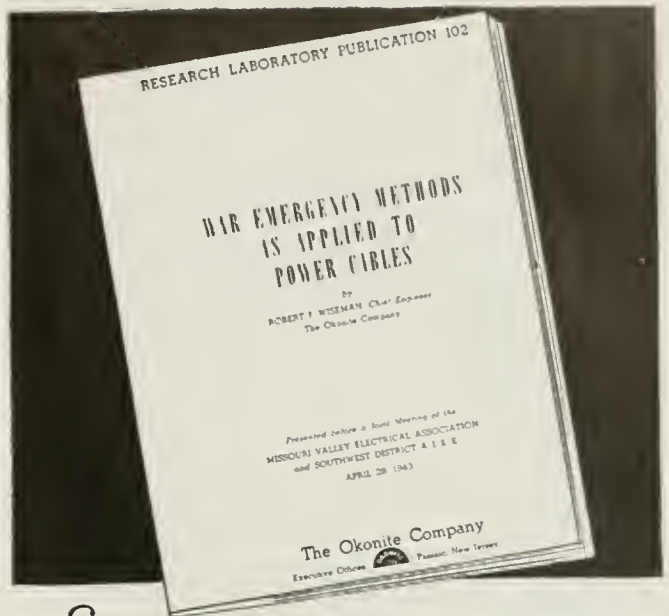 RESEARCH LABORATORY PUBLICATION 102
WAR EMERGENCY METHODS
AS APPLIED TO
POWER CABLES
by
ROBERT J. WISEMAN, Chief Engineer
The Okonite Company
Presented before a Joint Meeting of the
MISSOURI VALLEY ELECTRICAL ASSOCIATION
and SOUTHWEST DISTRICT A I E E
APRIL 28 1943
The Okonite Company
Executive Offices Passaic, New Jersey